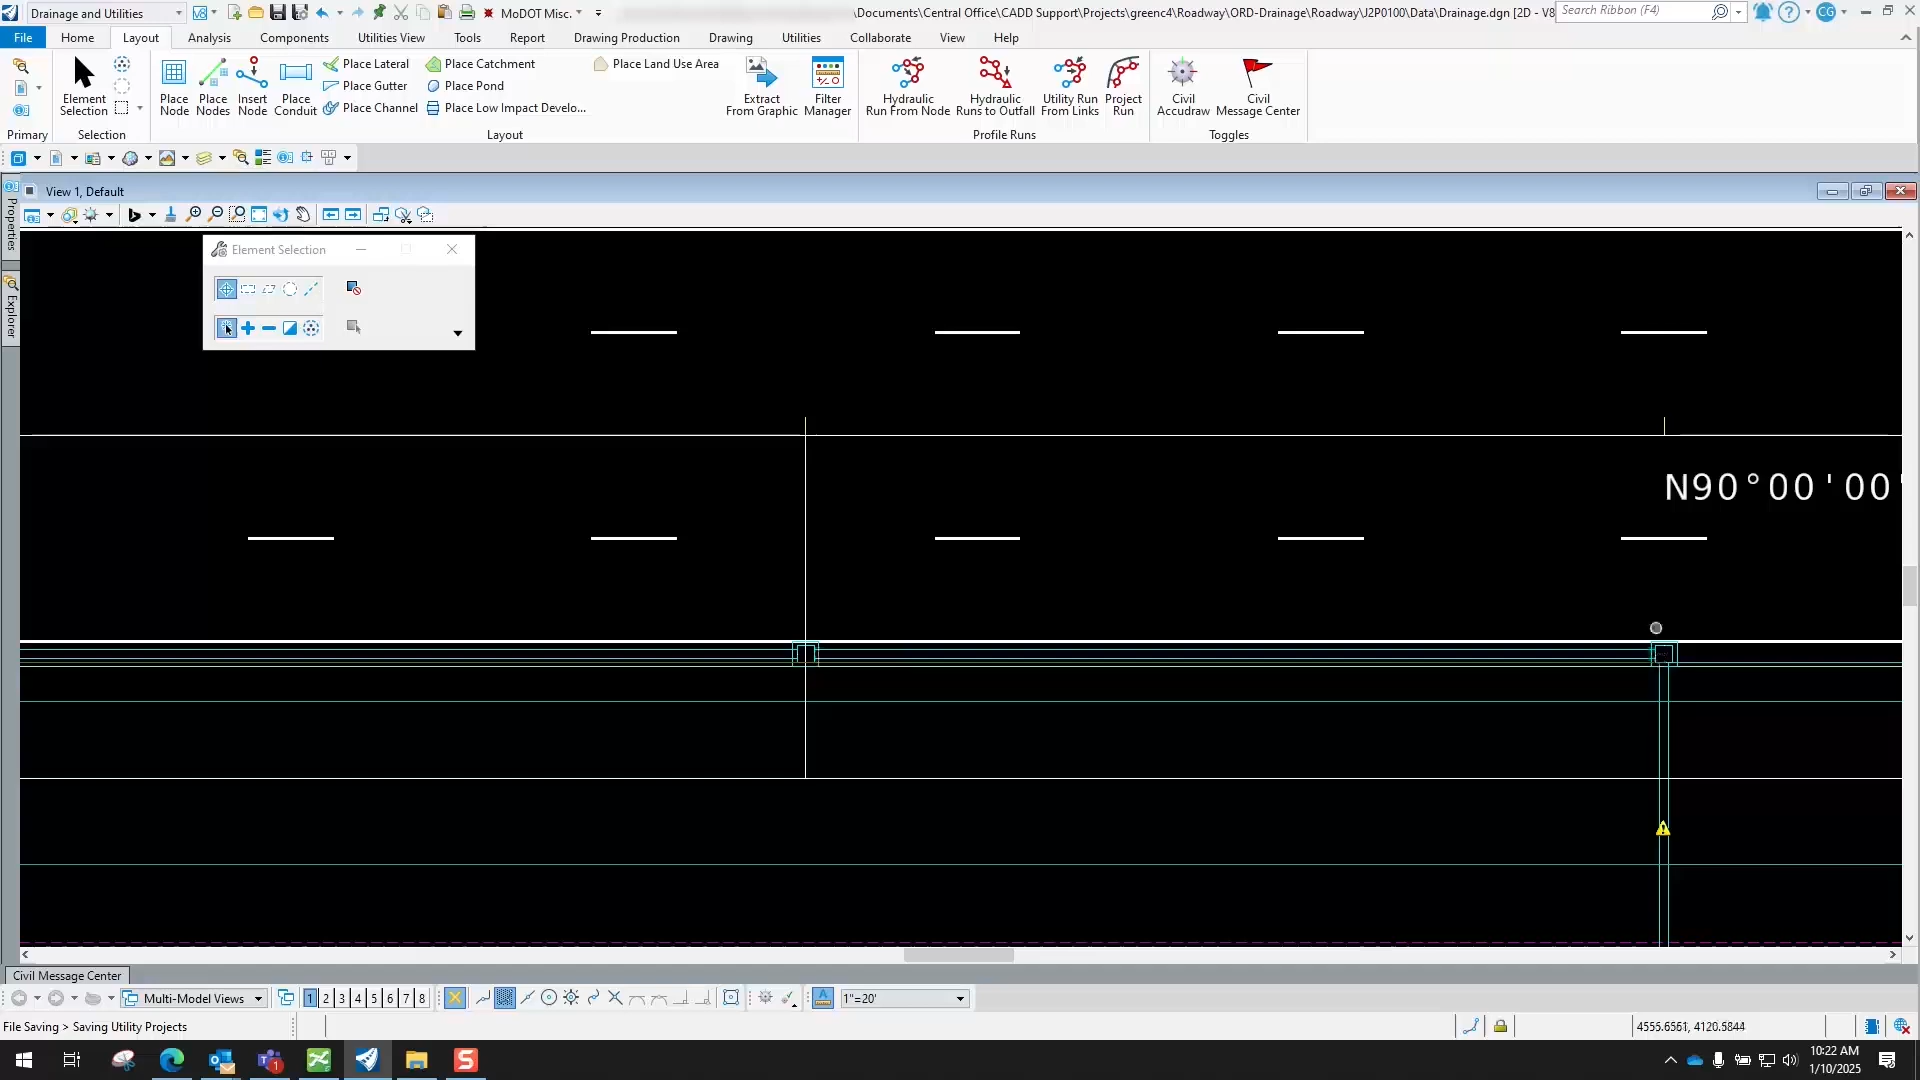 Drawing and Utilities
MoDOT Misc.
\Documents\Central Office\CADD Support\Projects\greenc4\Roadway\ORD-Drainage\Roadway\J2P0100\Data\Drainage.dgn [2D - V8
Search Ribbon (F4)
CG
File Home Layout Analysis Components Utilities View Tools Report Drawing Production Drawing Utilities Collaborate View Help
Element Selection
Place Node
Place Nodes
Insert Node
Place Conduit
Place Lateral
Place Gutter
Place Channel
Place Catchment
Place Pond
Place Low Impact Develo...
Place Land Use Area
Extract From Graphic
Filter Manager
Hydraulic Run From Node
Hydraulic Runs to Outfall
Utility Run From Links
Project Run
Civil Accudraw
Civil Message Center
Primary Selection Layout Profile Runs Toggles
View 1, Default
Properties
Explorer
Element Selection
N90°00'00'
Civil Message Center
Multi-Model Views
1 2 3 4 5 6 7 8
1"=20'
File Saving > Saving Utility Projects
4555.6561, 4120.5844
10:22 AM
1/10/2025